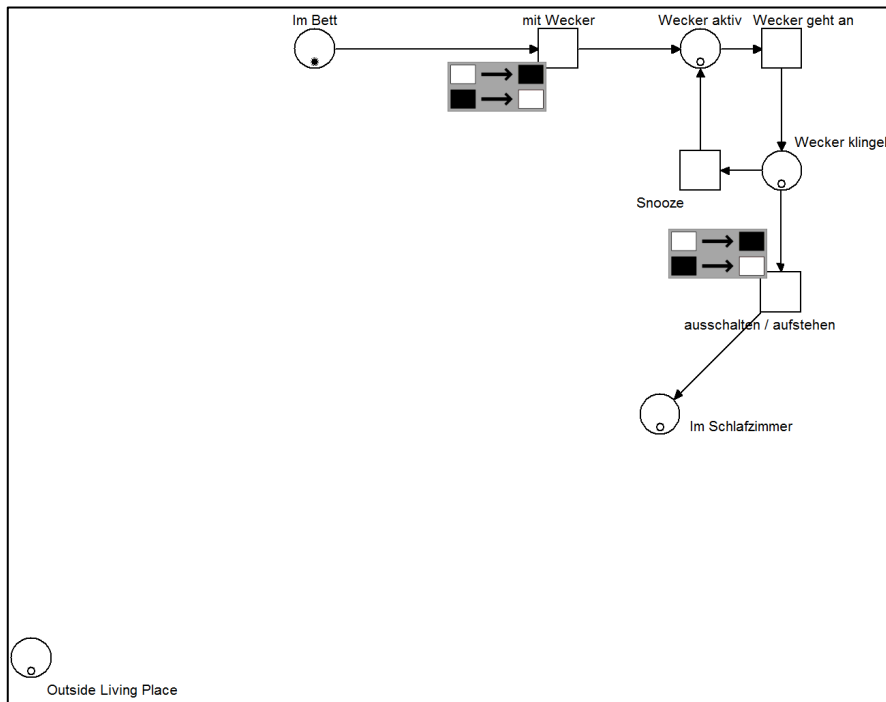 Im Bett
mit Wecker
Wecker aktiv
Wecker geht an
Wecker klingel
Snooze
ausschalten / aufstehen
Im Schlafzimmer
Outside Living Place